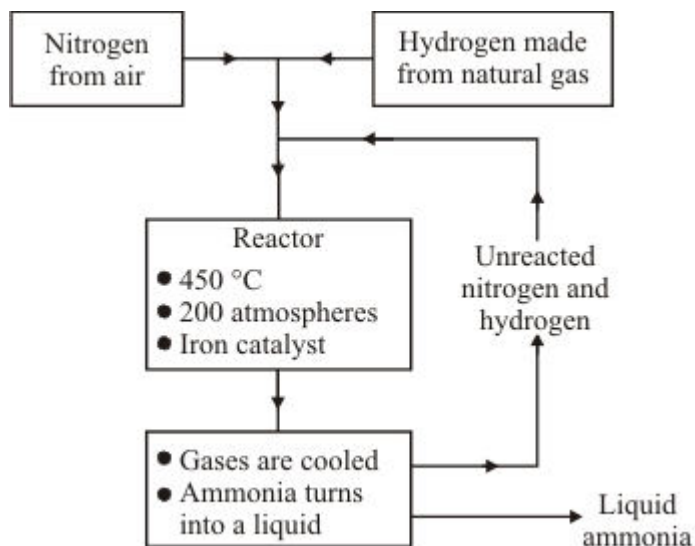 Nitrogen
from air
Hydrogen made
from natural gas
Reactor
● 450 °C
● 200 atmospheres
● Iron catalyst
Unreacted
nitrogen and
hydrogen
● Gases are cooled
● Ammonia turns
into a liquid
Liquid
ammonia